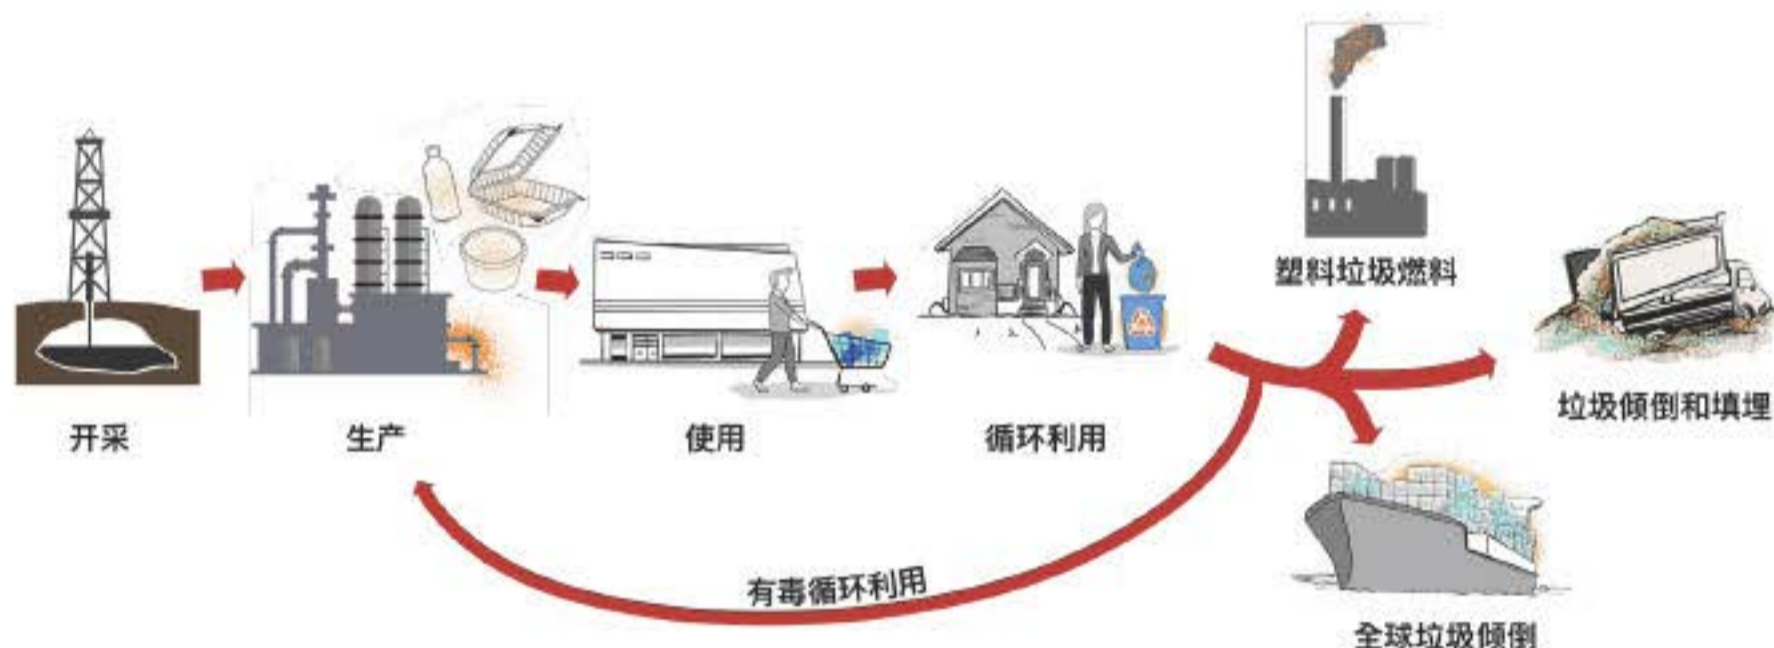 开采
生产
使用
循环利用
塑料垃圾燃料
垃圾倾倒和填埋
全球垃圾倾倒
有毒循环利用